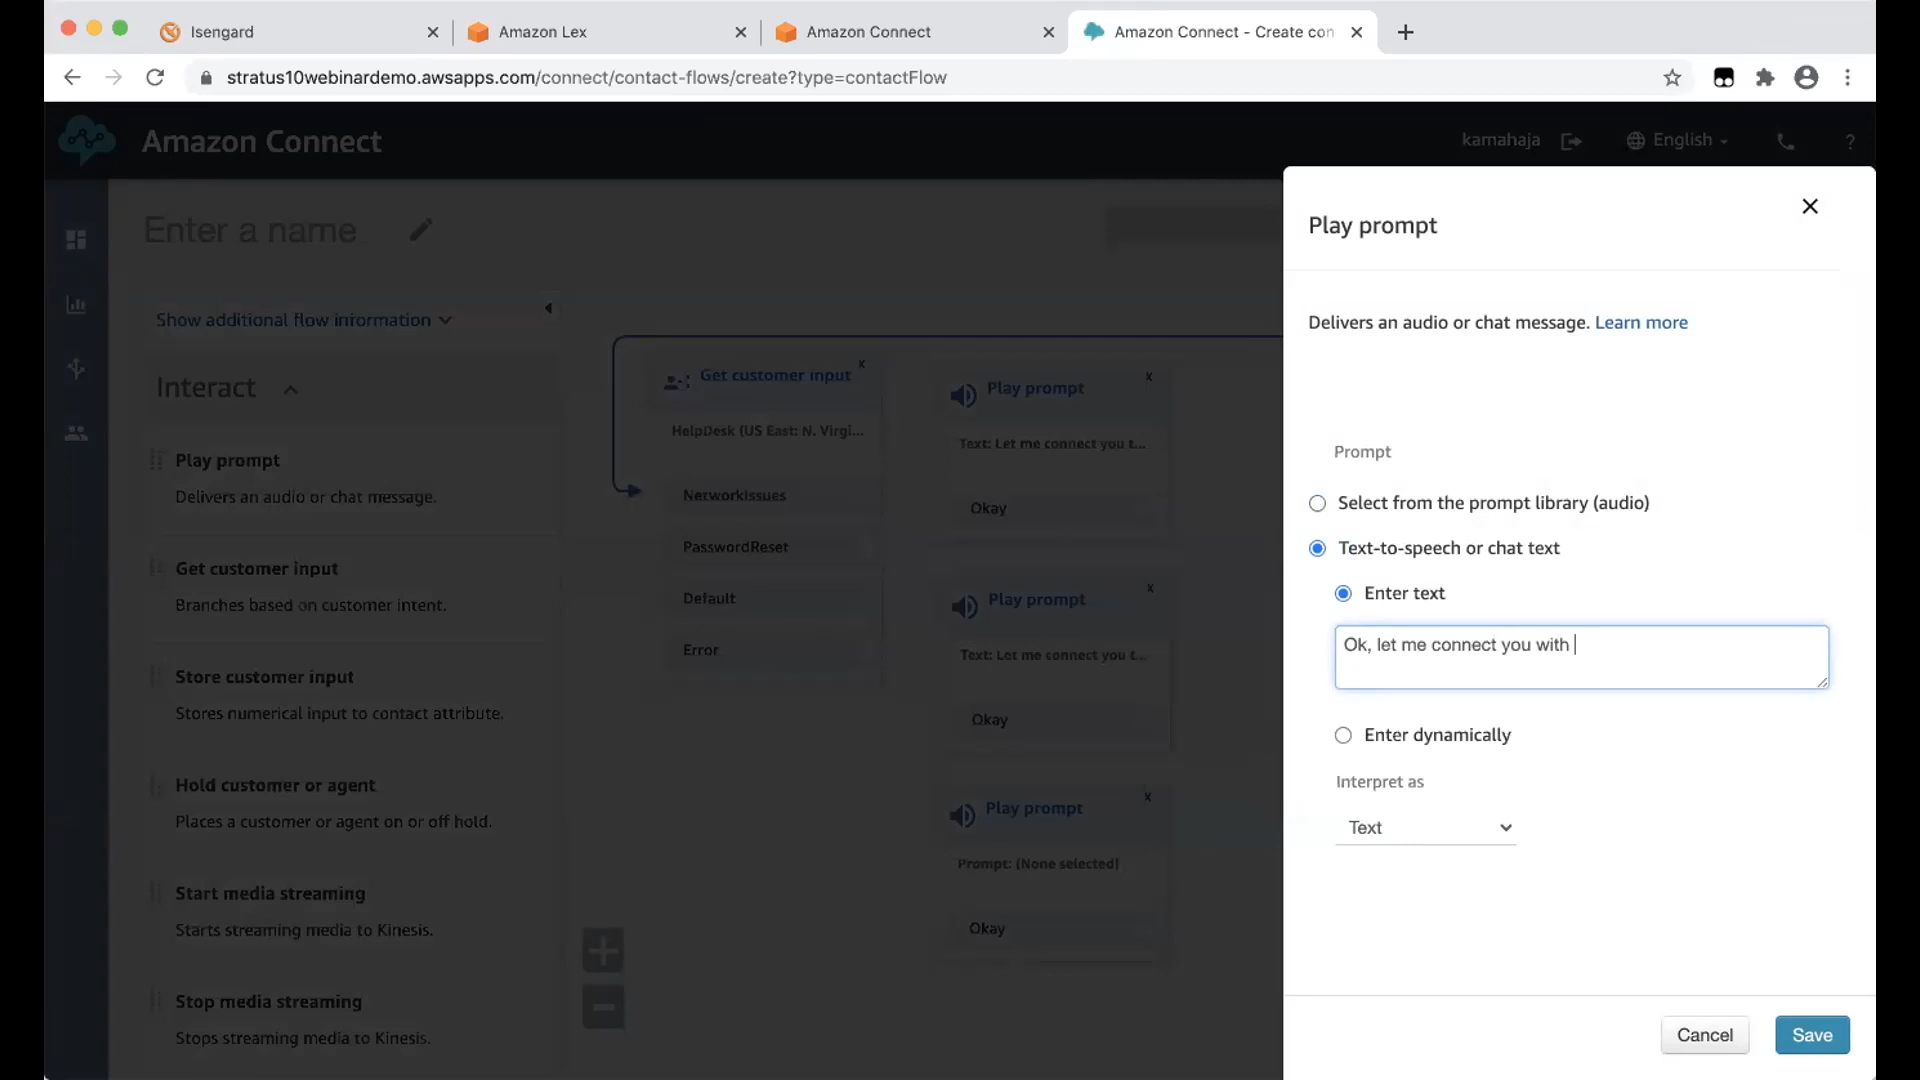 Isengard
Amazon Lex
Amazon Connect
Amazon Connect - Create con
stratus10webinardemo.awsapps.com/connect/contact-flows/create?type=contactFlow
Amazon Connect
kamahaja
English
?
Enter a name
Show additional flow information
Interact
Play prompt
Delivers an audio or chat message.
Get customer input
Branches based on customer intent.
Store customer input
Stores numerical input to contact attribute.
Hold customer or agent
Places a customer or agent on or off hold.
Start media streaming
Starts streaming media to Kinesis.
Stop media streaming
Stops streaming media to Kinesis.
Get customer input
x
HelpDesk (US East: N. Virgi...
NetworkIssues
PasswordReset
Default
Error
Play prompt
x
Text: Let me connect you t...
Okay
Play prompt
x
Text: Let me connect you t...
Okay
Play prompt
x
Prompt: (None selected)
Okay
Play prompt
Delivers an audio or chat message. Learn more
Prompt
Select from the prompt library (audio)
Text-to-speech or chat text
Enter text
Ok, let me connect you with
Enter dynamically
Interpret as
Text
Cancel
Save